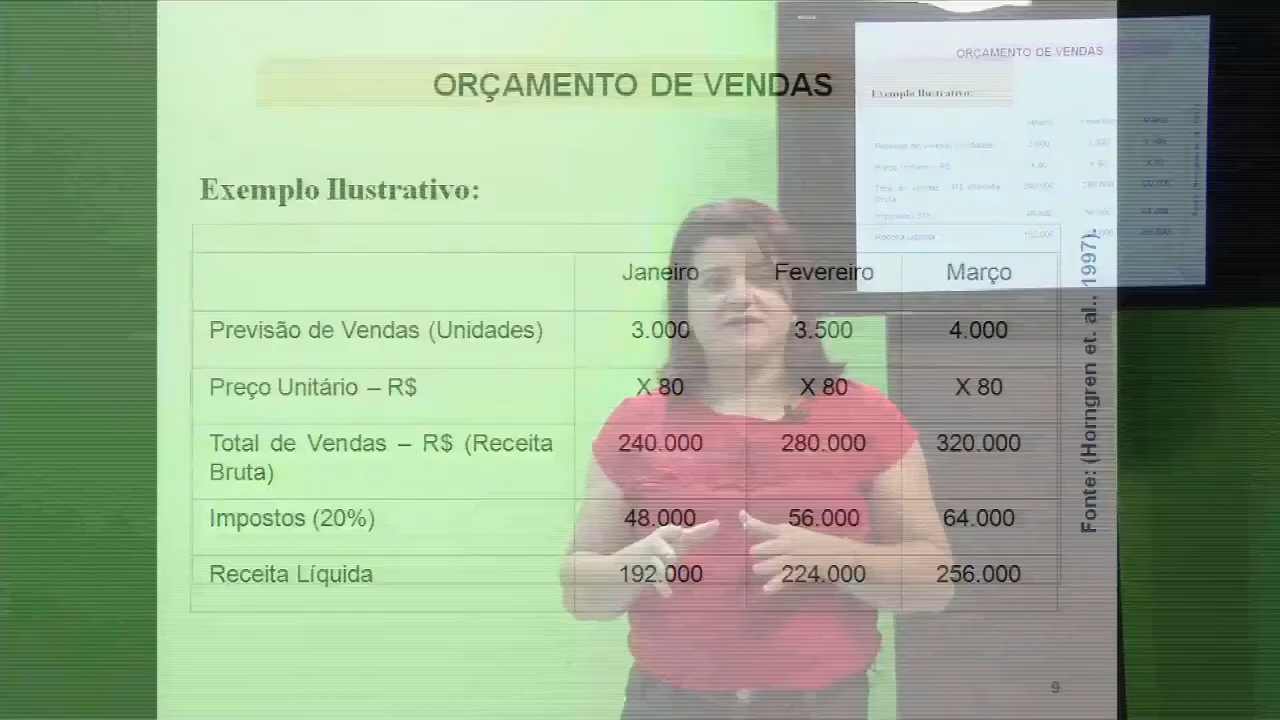 ORÇAMENTO DE VENDAS
ORÇAMENTO DE VENDAS
Exemplo Ilustrativo:
Exemplo Ilustrativo:
Janeiro Fevereiro Março
Previsão de Vendas (Unidades) 3.000 3.500 4.000
Preço Unitário – R$ X 80 X 80 X 80
Total de Vendas – R$ (Receita Bruta) 240.000 280.000 320.000
Impostos (20%) 48.000 56.000 64.000
Receita Líquida 192.000 224.000 256.000
Fonte: (Horngren et. al.. 1997).
9